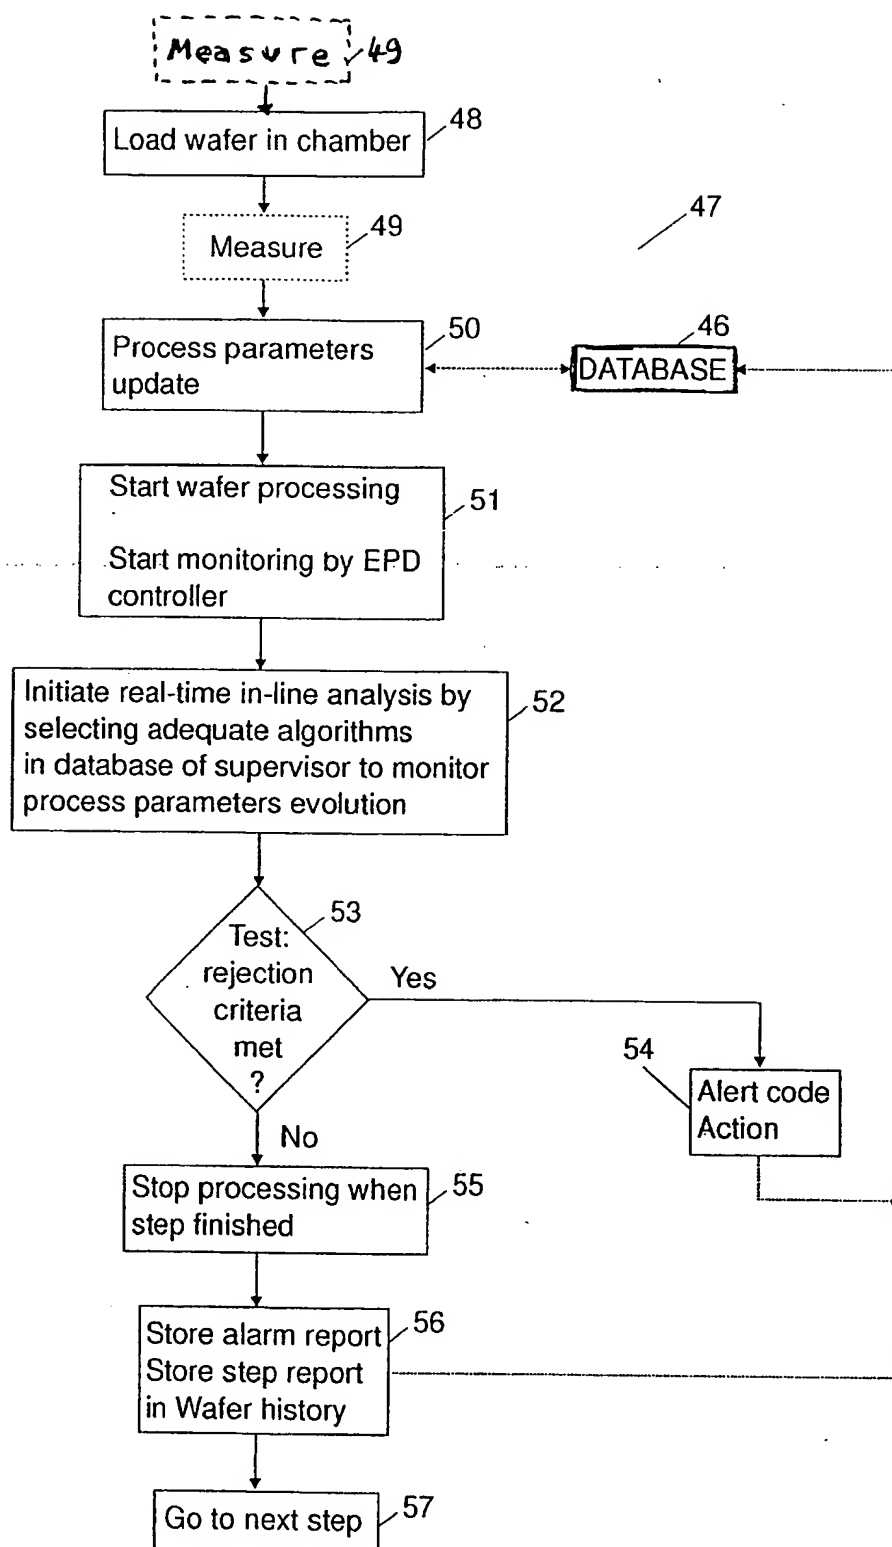 Measure 49
Load wafer in chamber 48
Measure 49
47
Process parameters
update
50
46
DATABASE
Start wafer processing
Start monitoring by EPD
controller
51
Initiate real-time in-line analysis by
selecting adequate algorithms
in database of supervisor to monitor
process parameters evolution
52
Test:
rejection
criteria
met
?
53
Yes
54
Alert code
Action
No
Stop processing when
step finished
55
Store alarm report
Store step report
in Wafer history
56
Go to next step 57